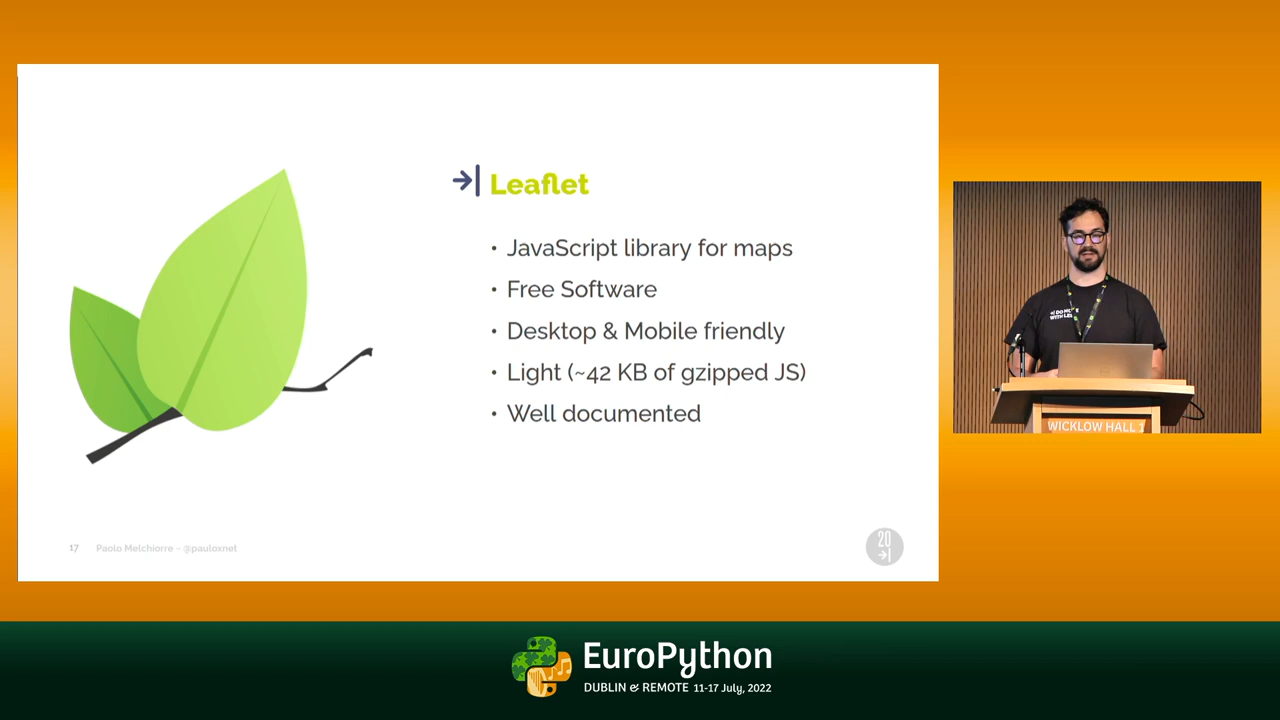 Leaflet
• JavaScript library for maps
• Free Software
• Desktop & Mobile friendly
• Light (~42 KB of gzipped JS)
• Well documented
17 Paolo Melchiorre - @pauloxnet
20
WICKLOW HALL 1
EuroPython
DUBLIN & REMOTE 11-17 July, 2022